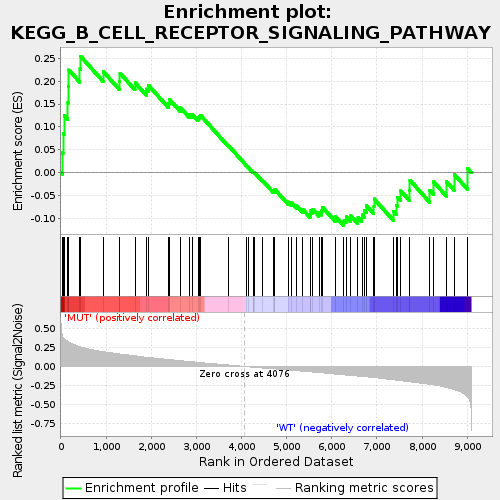 Enrichment plot:
KEGG_B_CELL_RECEPTOR_SIGNALING_PATHWAY
Enrichment score (ES)
0.25
0.20
0.15
0.10
0.05
0.00
-0.05
-0.10
'MUT' (positively correlated)
Ranked list metric (Signal2Noise)
0.50
0.25
0.00
-0.25
-0.50
-0.75
Zero cross at 4076
'WT' (negatively correlated)
0 1,000 2,000 3,000 4,000 5,000 6,000 7,000 8,000 9,000
Rank in Ordered Dataset
Enrichment profile Hits Ranking metric scores